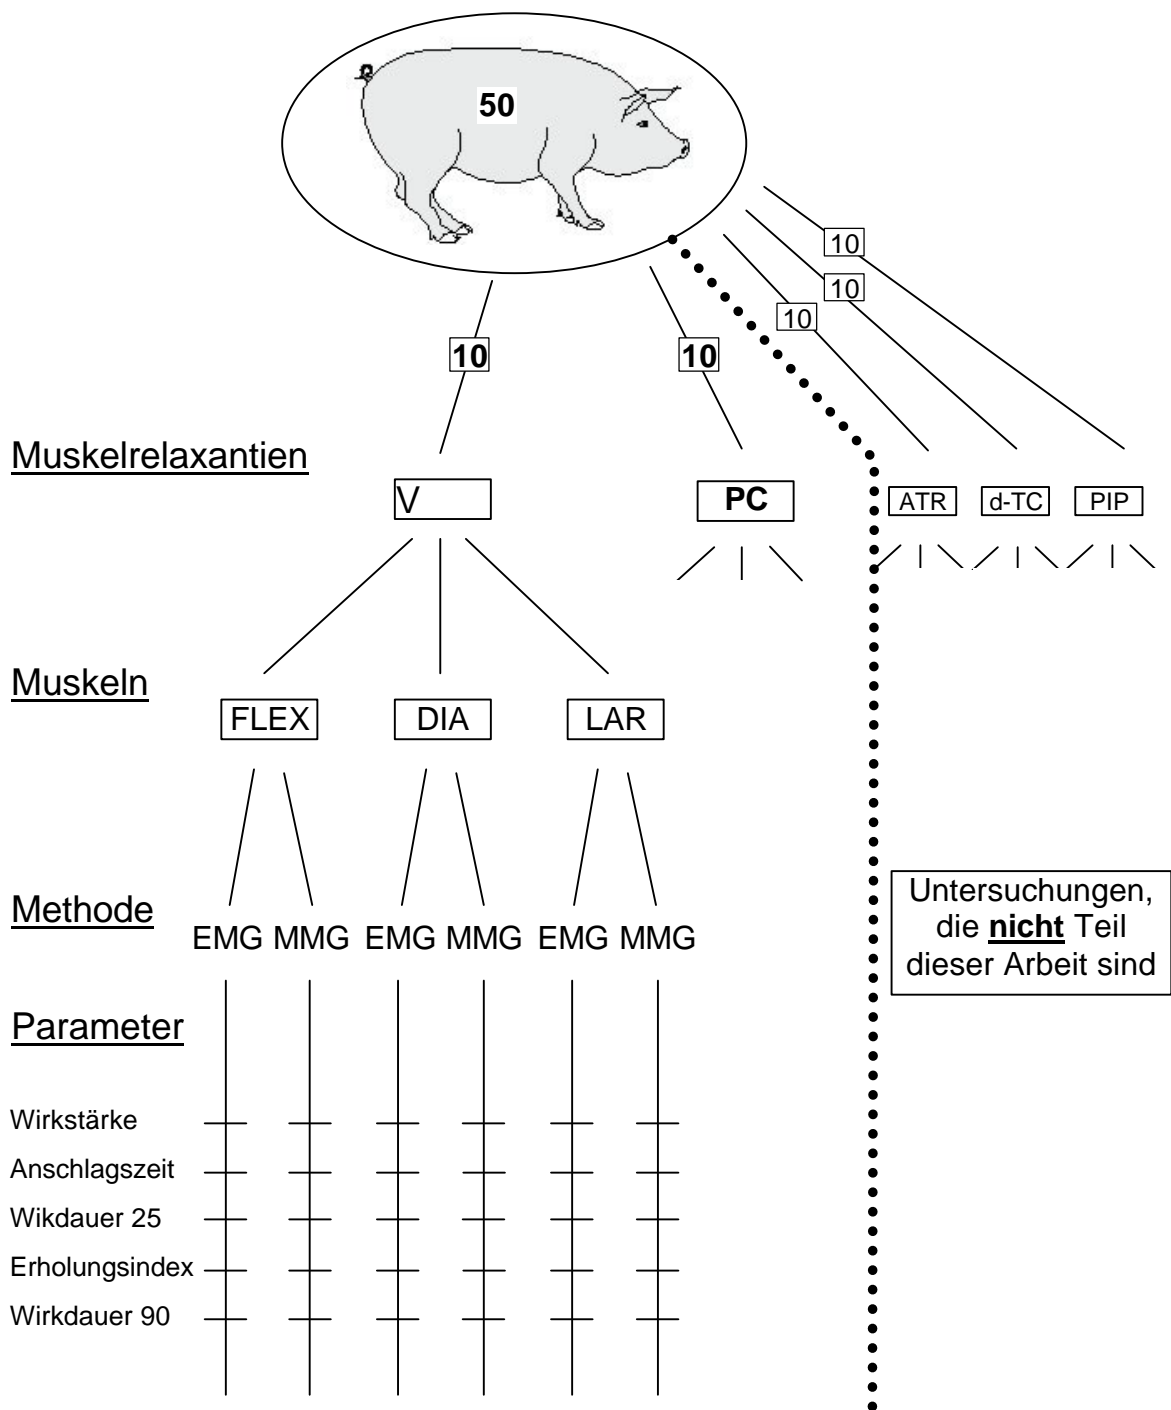 50
10
10
10
10
10
Muskelrelaxantien
V
PC
ATR
d-TC
PIP
Muskeln
FLEX
DIA
LAR
Methode
EMG MMG EMG MMG EMG MMG
Untersuchungen,
die nicht Teil
dieser Arbeit sind
Parameter
Wirkstärke
Anschlagszeit
Wikdauer 25
Erholungsindex
Wirkdauer 90